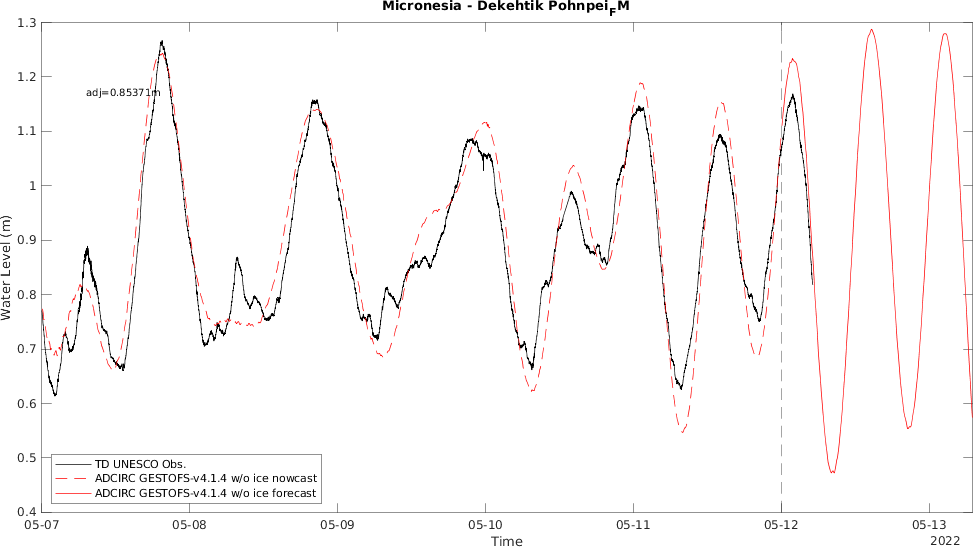 Micronesia - Dekehtik Pohnpei_FM
1.3
1.2
adj=0.85371m
1.1
1
0.9
0.8
0.7
0.6
0.5
0.4
Water Level (m)
TD UNESCO Obs.
ADCIRC GESTOFS-v4.1.4 w/o ice nowcast
ADCIRC GESTOFS-v4.1.4 w/o ice forecast
05-07 05-08 05-09 05-10 05-11 05-12 05-13
Time
2022